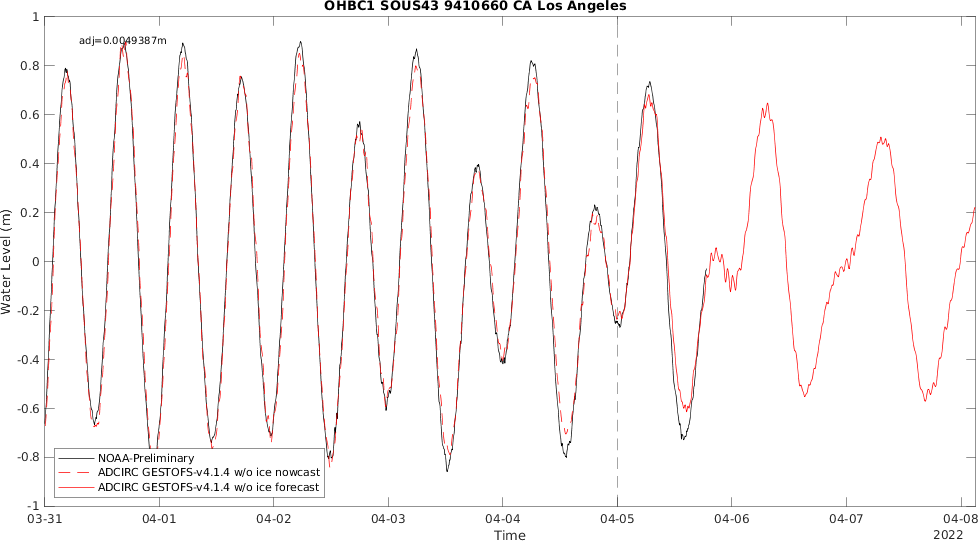 OHBC1 SOUS43 9410660 CA Los Angeles
adj=0.0049387m
1
0.8
0.6
0.4
0.2
0
-0.2
-0.4
-0.6
-0.8
-1
Water Level (m)
NOAA-Preliminary
ADCIRC GESTOFS-v4.1.4 w/o ice nowcast
ADCIRC GESTOFS-v4.1.4 w/o ice forecast
03-31 04-01 04-02 04-03 04-04 04-05 04-06 04-07 04-08
2022
Time